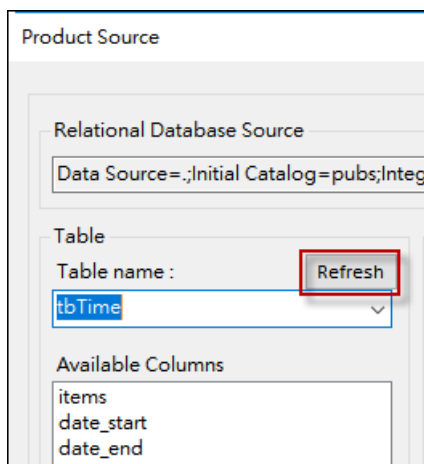 Product Source
Relational Database Source
Data Source=.;Initial Catalog=pubs;Integ
Table
Table name :
Refresh
tbTime
Available Columns
items
date_start
date_end